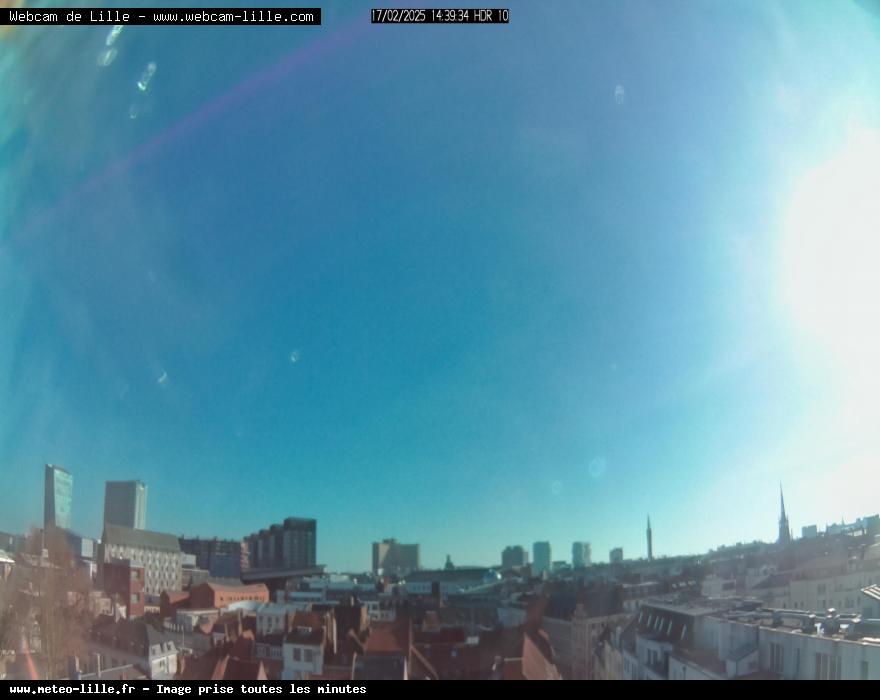 Webcam de Lille - www.webcam-lille.com
17/02/2025 14:39:34 HDR 10
www.meteo-lille.fr - Image prise toutes les minutes